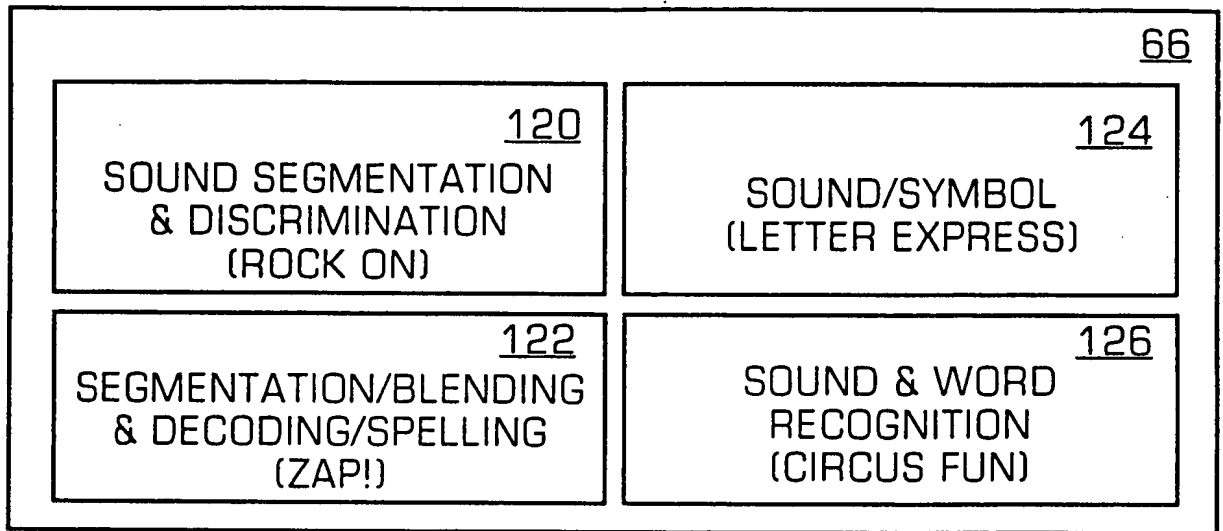 66
120
SOUND SEGMENTATION
& DISCRIMINATION
(ROCK ON)
124
SOUND/SYMBOL
(LETTER EXPRESS)
122
SEGMENTATION/BLENDING
& DECODING/SPELLING
(ZAP!)
126
SOUND & WORD
RECOGNITION
(CIRCUS FUN)